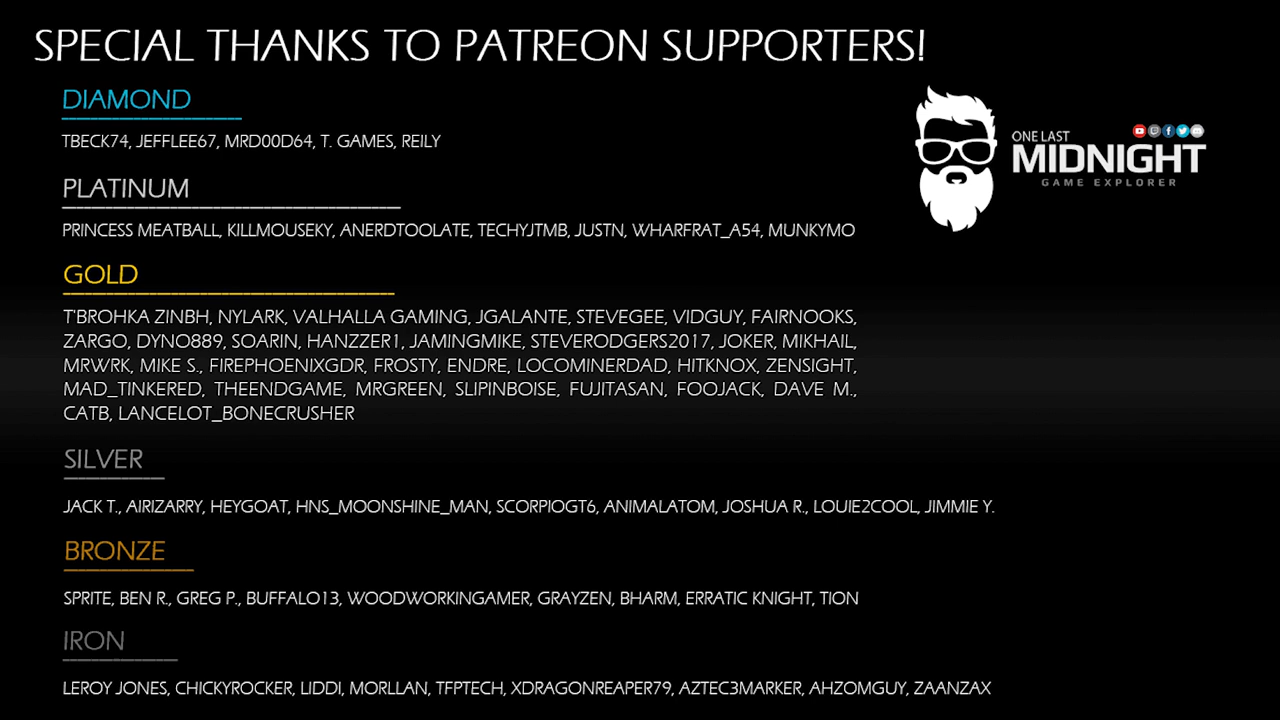 SPECIAL THANKS TO PATREON SUPPORTERS!
DIAMOND
TBECK74, JEFFLEE67, MRD00D64, T. GAMES, REILY
ONE LAST
MIDNIGHT
GAME EXPLORER
PLATINUM
PRINCESS MEATBALL, KILLMOUSEKY, ANERDTOOLATE, TECHYJTMB, JUSTN, WHARFRAT_A54, MUNKYMO
GOLD
T'BROHKA ZINBH, NYLARK, VALHALLA GAMING, JGALANTE, STEVEGEE, VIDGUY, FAIRNOOKS,
ZARGO, DYNO889, SOARIN, HANZZER1, JAMINGMIKE, STEVERODGERS2017, JOKER, MIKHAIL,
MRWRK, MIKE S., FIREPHOENIXGDR, FROSTY, ENDRE, LOCOMINERDAD, HITKNOX, ZENSIGHT,
MAD_TINKERED, THEENDGAME, MRGREEN, SLIPINBOISE, FUJITASAN, FOOJACK, DAVE M.,
CATB, LANCELOT_BONECRUSHER
SILVER
JACK T., AIRIZARRY, HEYGOAT, HNS_MOONSHINE_MAN, SCORPIOGT6, ANIMALATOM, JOSHUA R., LOUIE2COOL, JIMMIE Y.
BRONZE
SPRITE, BEN R., GREG P., BUFFALO13, WOODWORKINGAMER, GRAYZEN, BHARM, ERRATIC KNIGHT, TION
IRON
LEROY JONES, CHICKYROCKER, LIDDI, MORLLAN, TFPTECH, XDRAGONREAPER79, AZTEC3MARKER, AHZOMGUY, ZAANZAX